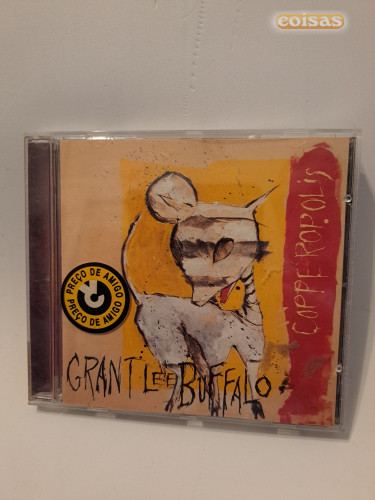 coisas
COPPEROPOLIS
PREÇO DE AMIGO
PREÇO DE AMIGO
GRANT LEE BUFFALO